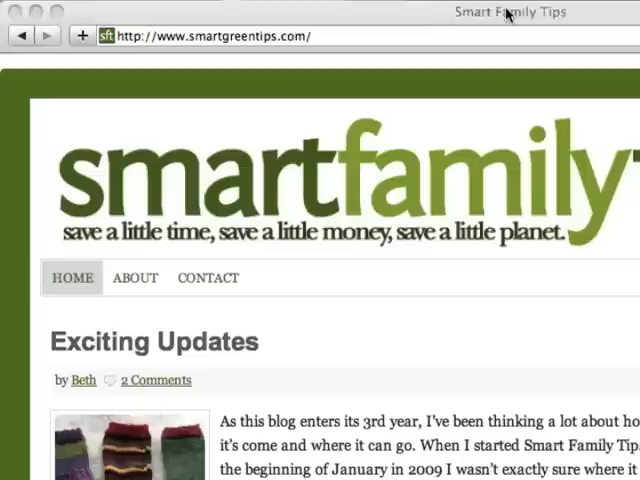 Smart Family Tips
sft http://www.smartgreentips.com/
smartfamily
save a little time, save a little money, save a little planet.
HOME ABOUT CONTACT
Exciting Updates
by Beth 2 Comments
As this blog enters its 3rd year, I've been thinking a lot about
it's come and where it can go. When I started Smart Family
the beginning of January in 2009 I wasn't exactly sure where it